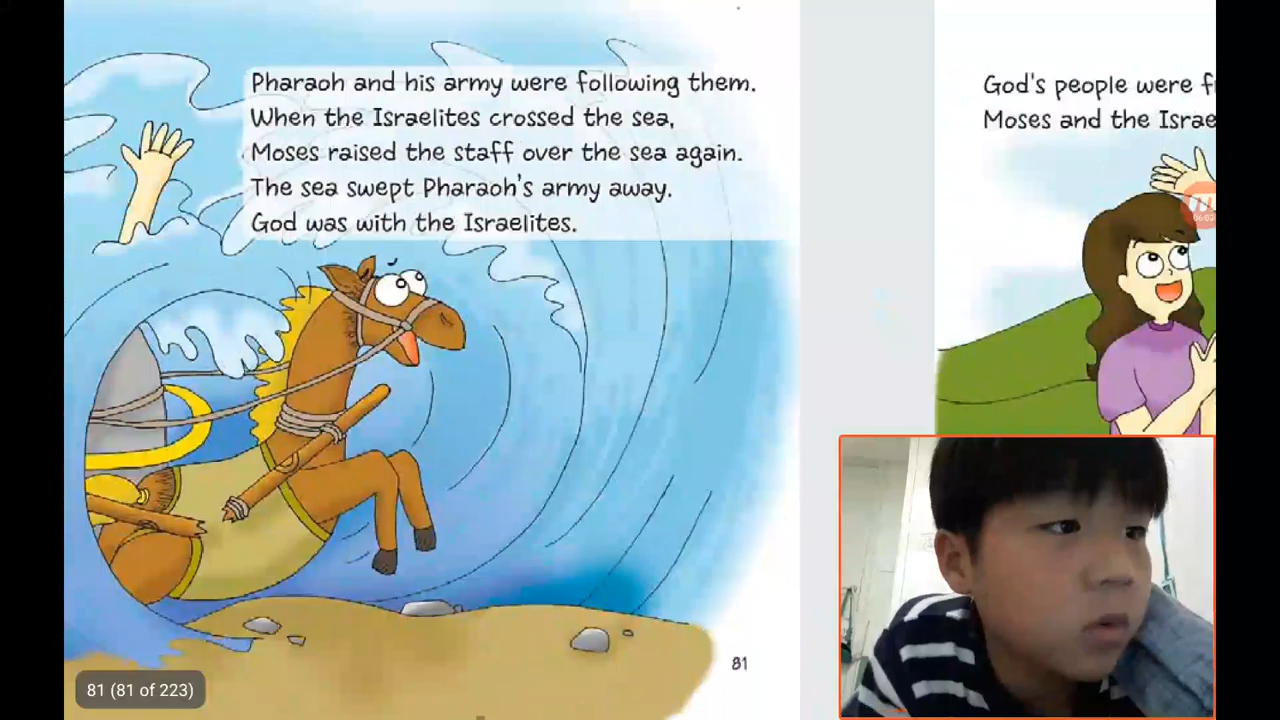 Pharaoh and his army were following them.
When the Israelites crossed the sea,
Moses raised the staff over the sea again.
The sea swept Pharaoh's army away.
God was with the Israelites.
81
81 (81 of 223)
God's people were
Moses and the